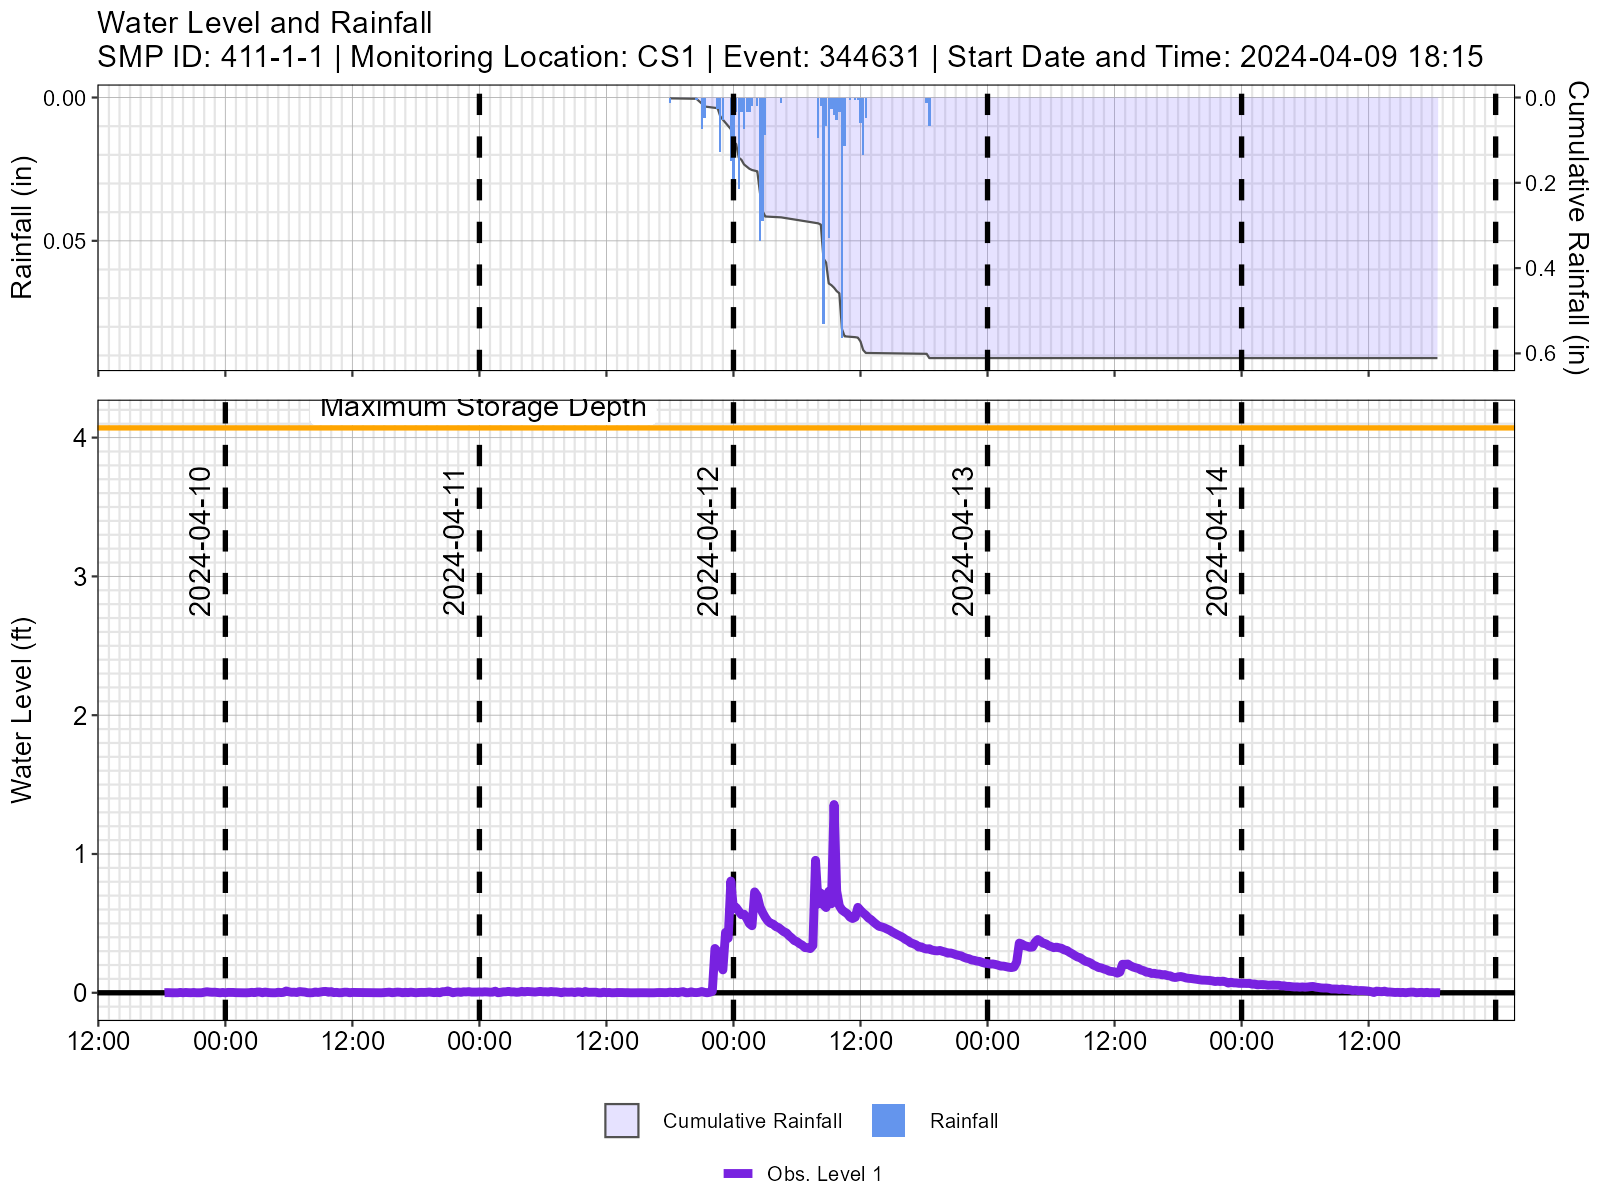 Water Level and Rainfall
SMP ID: 411-1-1 | Monitoring Location: CS1 | Event: 344631 | Start Date and Time: 2024-04-09 18:15
Rainfall (in)
0.00
0.05
0.0
0.2
0.4
0.6
Cumulative Rainfall (in)
Maximum Storage Depth
Water Level (ft)
4
3
2
1
0
2024-04-10
2024-04-11
2024-04-12
2024-04-13
2024-04-14
12:00 00:00 12:00 00:00 12:00 00:00 12:00 00:00 12:00 00:00 12:00
Cumulative Rainfall Rainfall
Obs. Level 1